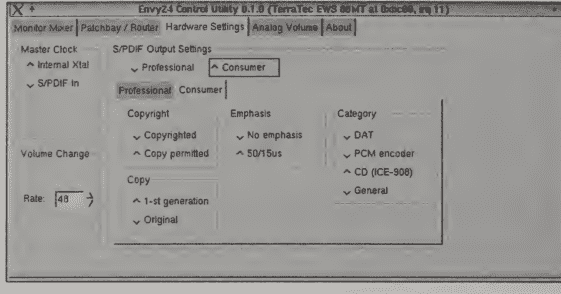 Envy24 Control Utility 0.1.0 (TerraTec EWS 88MT at 0xbc00, irq 11)
Monitor Mixer Patchbay / Router Hardware Settings Analog Volume About
Master Clock
Internal Xtal
S/PDIF In
Volume Change
Rate: 48
S/PDIF Output Settings
Professional Consumer
Professional Consumer
Copyright
Copyrighted
Copy permitted
Copy
1-st generation
Original
Emphasis
No emphasis
50/15us
Category
DAT
PCM encoder
CD (ICE-908)
General